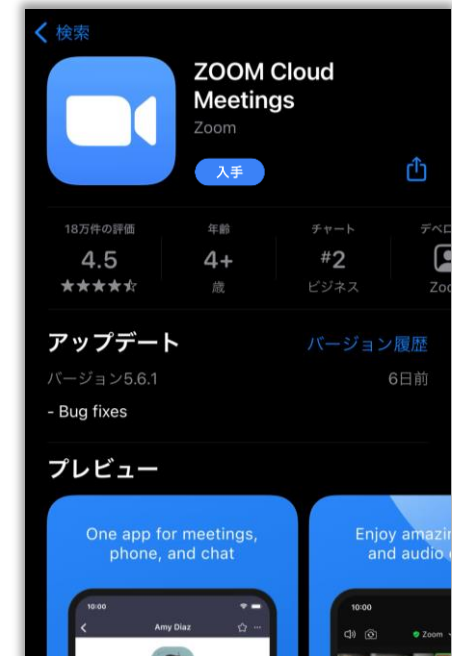 検索
ZOOM Cloud
Meetings
Zoom
入手
18万件の評価
4.5
年齢
4+
歳
チャート
#2
ビジネス
アップデート
バージョン履歴
バージョン5.6.1
6日前
- Bug fixes
プレビュー
One app for meetings,
phone, and chat
10:00
Amy Diaz
Enjoy
and audio
10:00
Zoom